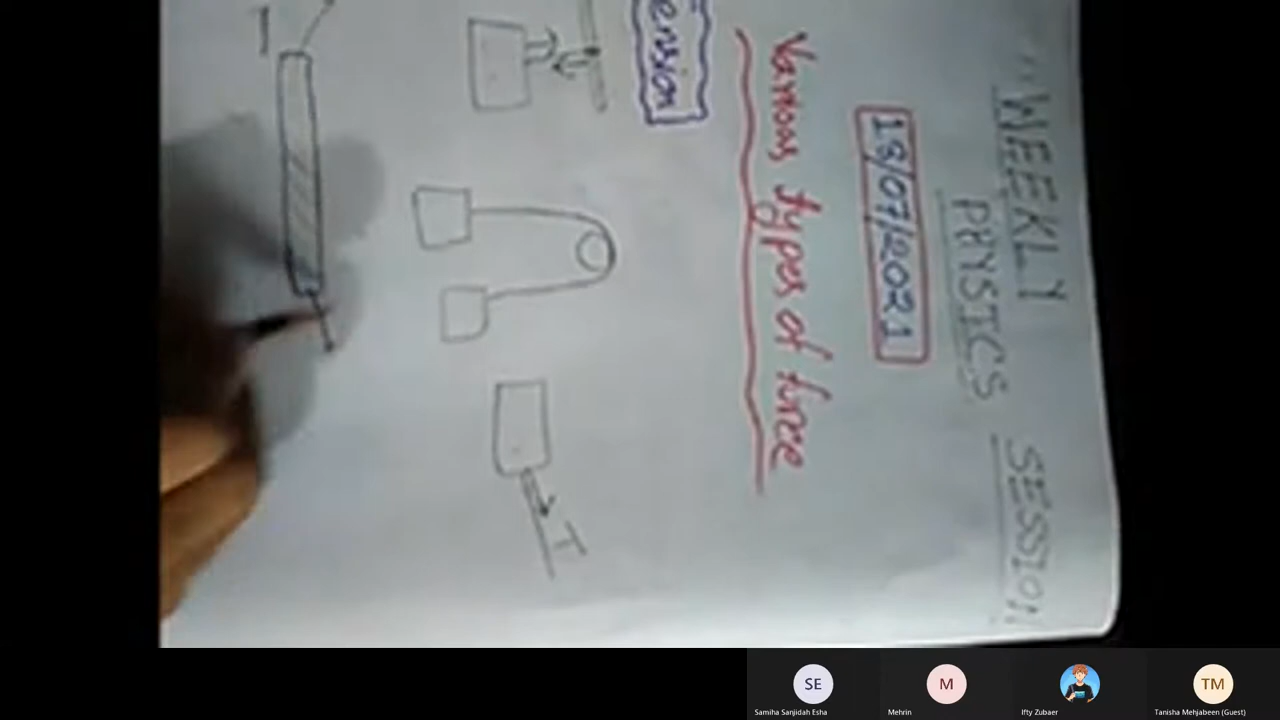 WEEKLY PHYSICS SESSION
18/07/2021
Various types of force
ension
T
T
SE
M
TM
Samiha Sanjidah Esha
Mehrin
Ifty Zubaer
Tanisha Mehjabeen (Guest)